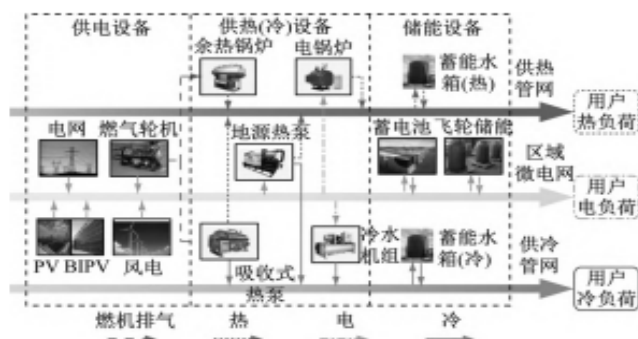 供电设备
供热(冷)设备
储能设备
余热锅炉
电锅炉
蓄能水
箱(热)
供热
管网
用户
热负荷
电网
燃气轮机
地源热泵
蓄电池
飞轮储能
区域
微电网
用户
电负荷
PV
BIPV
风电
吸收式
热泵
冷水
机组
蓄能水
箱(冷)
供冷
管网
用户
冷负荷
燃机排气
热
电
冷